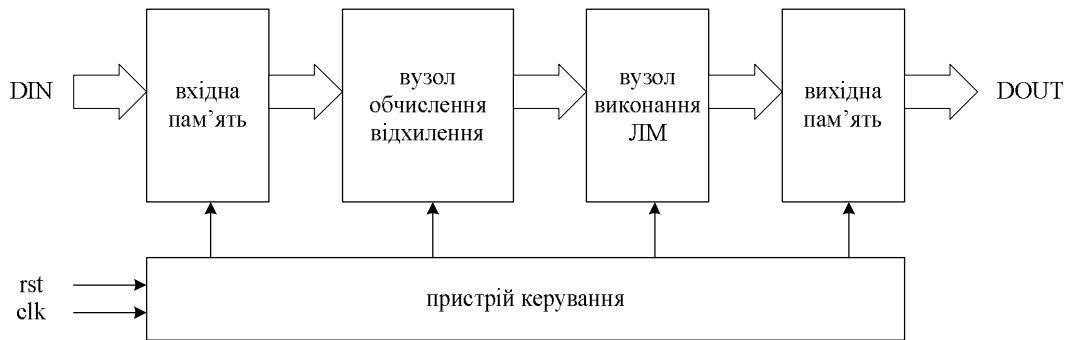 DIN
вхідна
пам’ять
вузол
обчислення
відхилення
вузол
виконання
ЛМ
вихідна
пам’ять
DOUT
rst
clk
пристрій керування